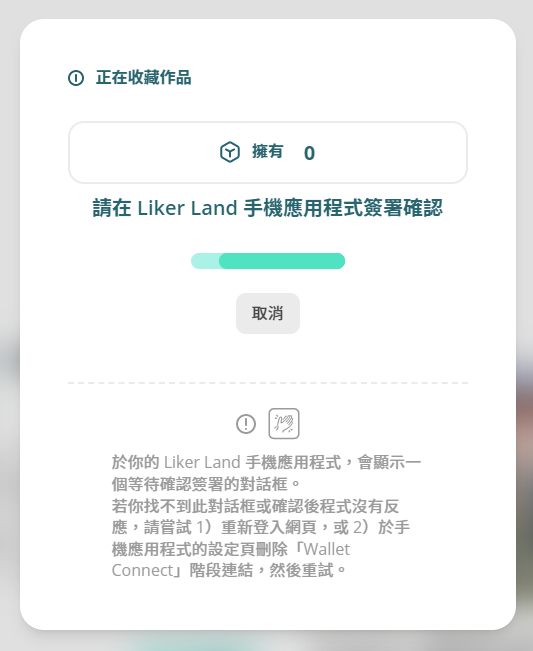 正在收藏作品
擁有 0
請在 Liker Land 手機應用程式簽署確認
取消
於你的 Liker Land 手機應用程式，會顯示一
個等待確認簽署的對話框。
若你找不到此對話框或確認後程式沒有反
應，請嘗試 1）重新登入網頁，或 2）於手
機應用程式的設定頁刪除「Wallet
Connect」階段連結，然後重試。